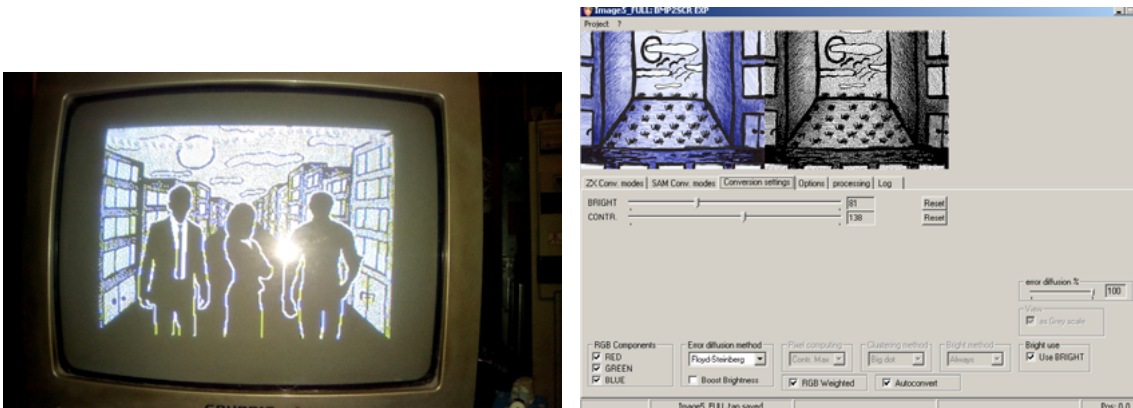 Image5_FULL: BMP2SCR EXP
Project ?
ZX Conv. modes SAM Conv. modes Conversion settings Options processing Log
BRIGHT 81 Reset
CONTR. 138 Reset
error diffusion %
100
View
as Grey scale
RGB Components Error diffusion method Pixel computing Clustering method Bright method Bright use
RED Floyd-Steinberg Contr. Max Big dot Always Use BRIGHT
GREEN
BLUE Boost Brightness RGB Weighted Autoconvert
Image5_FULL.tap saved Pos: 0,0